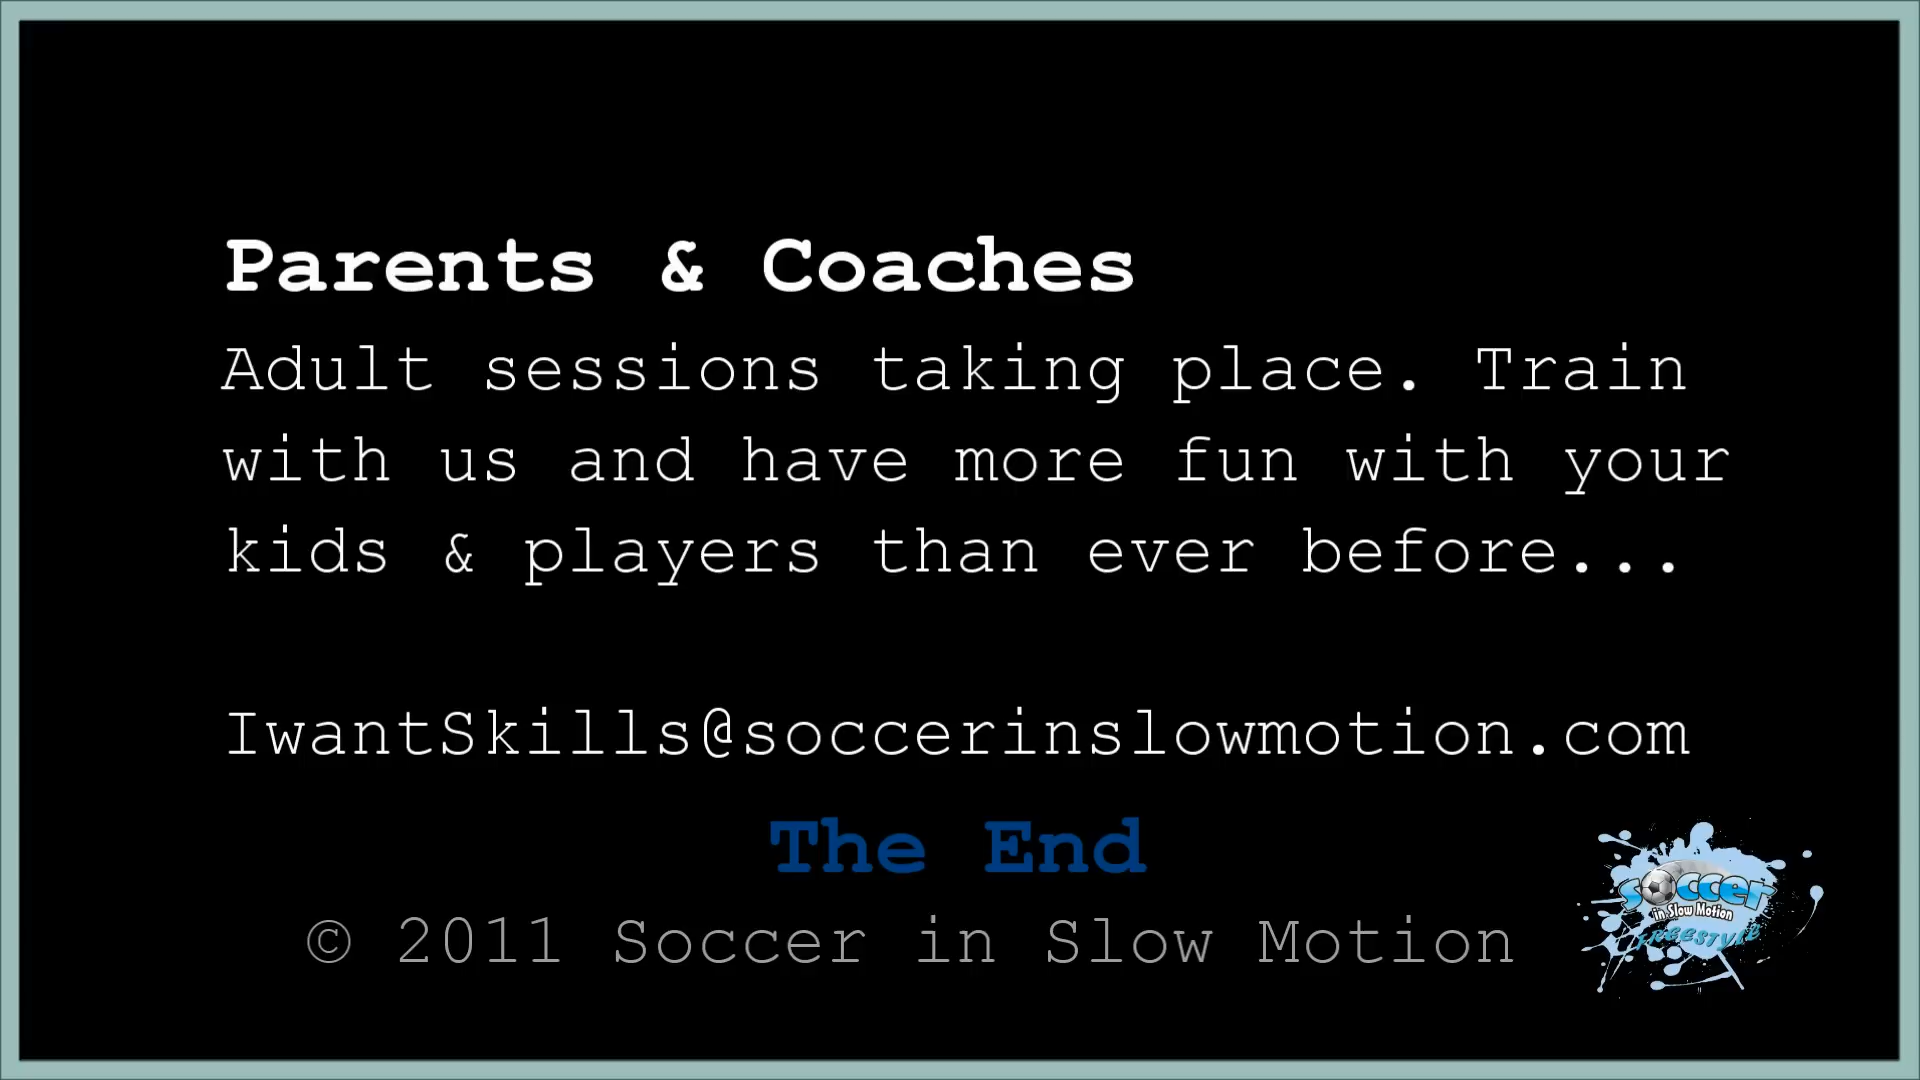 Parents & Coaches
Adult sessions taking place. Train
with us and have more fun with your
kids & players than ever before...
IwantSkills@soccerinslowmotion.com
The End
© 2011 Soccer in Slow Motion
soccer
in Slow Motion
FREESTYLE